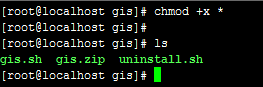 [root@localhost gis]# chmod +x *
[root@localhost gis]#
[root@localhost gis]# ls
gis.sh  gis.zip  uninstall.sh
[root@localhost gis]#